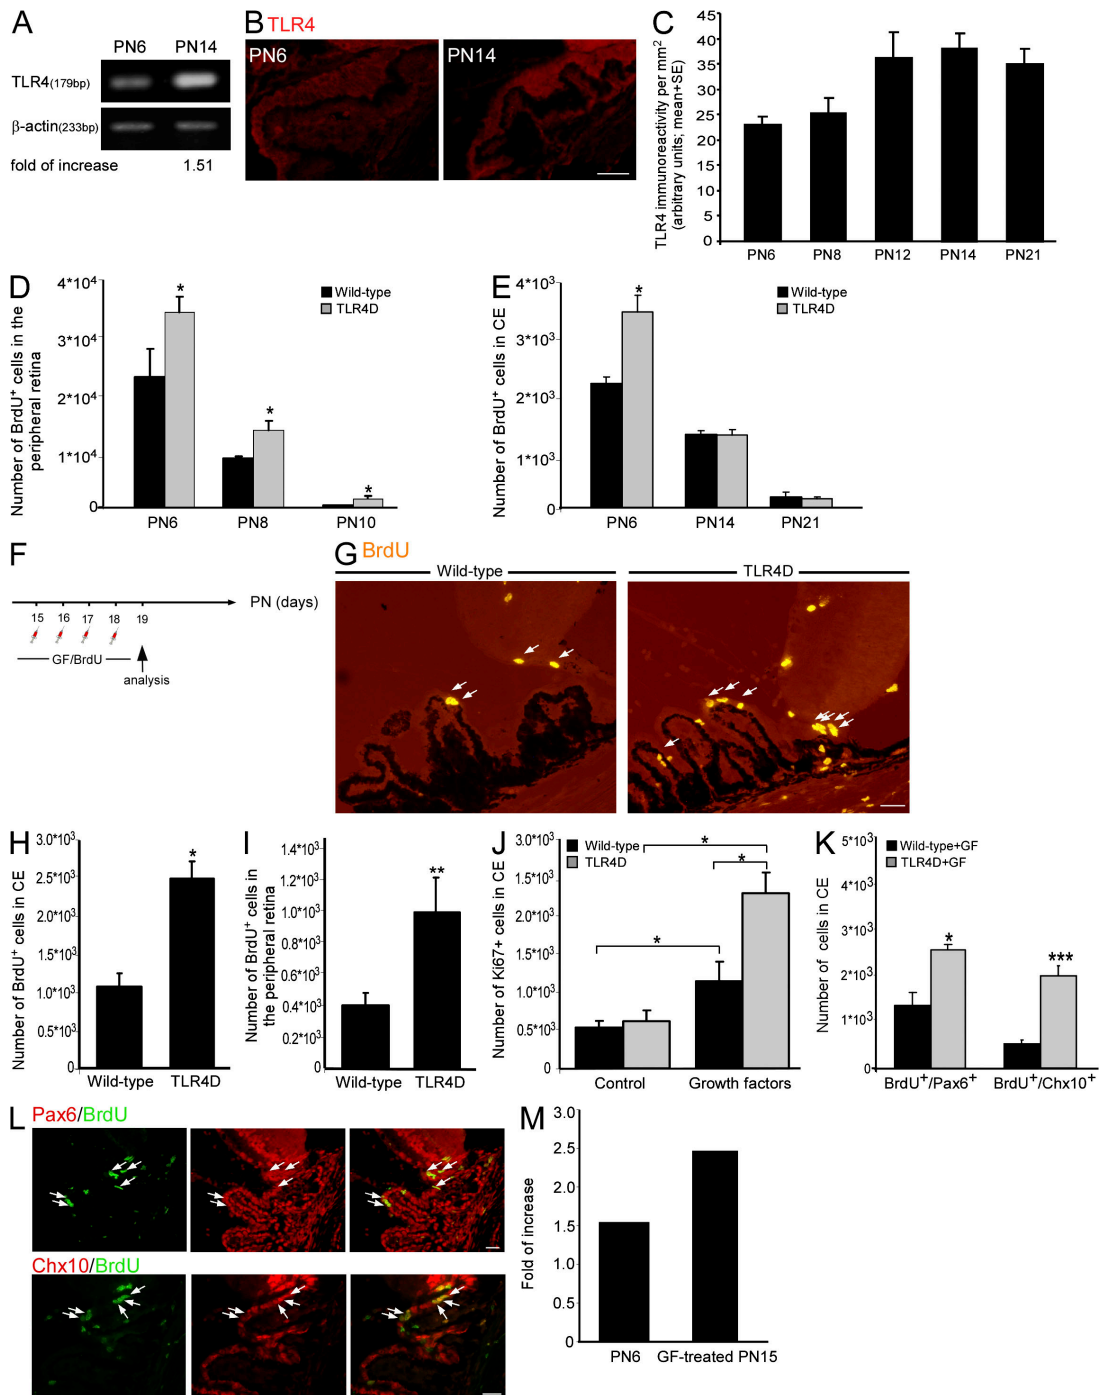 A
PN6 PN14
TLR4(179bp)
β-actin(233bp)
fold of increase 1.51
B TLR4
PN6
PN14
C
TLR4 immunoreactivity per mm²
(arbitrary units; mean+SE)
45
40
35
30
25
20
15
10
5
0
PN6 PN8 PN12 PN14 PN21
D
Number of BrdU⁺ cells in the
peripheral retina
4*10⁴
3*10⁴
2*10⁴
1*10⁴
0
Wild-type
TLR4D
*
*
*
PN6 PN8 PN10
E
Number of BrdU⁺ cells in CE
4*10³
3*10³
2*10³
1*10³
0
Wild-type
TLR4D
*
PN6 PN14 PN21
F
PN (days)
15 16 17 18 19
GF/BrdU
analysis
G BrdU
Wild-type
TLR4D
H
Number of BrdU⁺ cells in CE
3.0*10³
2.5*10³
2.0*10³
1.5*10³
1.0*10³
0.5*10³
0
*
Wild-type TLR4D
I
Number of BrdU⁺ cells in
the peripheral retina
1.4*10³
1.2*10³
1.0*10³
0.8*10³
0.6*10³
0.4*10³
0.2*10³
0
**
Wild-type TLR4D
J
Number of Ki67+ cells in CE
3.0*10³
2.5*10³
1.5*10³
1.5*10³
1.0*10³
0.5*10³
0
Wild-type
TLR4D
*
*
*
Control Growth factors
K
Number of cells in CE
5*10³
4*10³
3*10³
2*10³
1*10³
0
Wild-type+GF
TLR4D+GF
*
***
BrdU⁺/Pax6⁺ BrdU⁺/Chx10⁺
L Pax6/BrdU
Chx10/BrdU
M
Fold of increase
3.0
2.5
2.0
1.5
1.0
0.5
0
PN6 GF-treated PN15